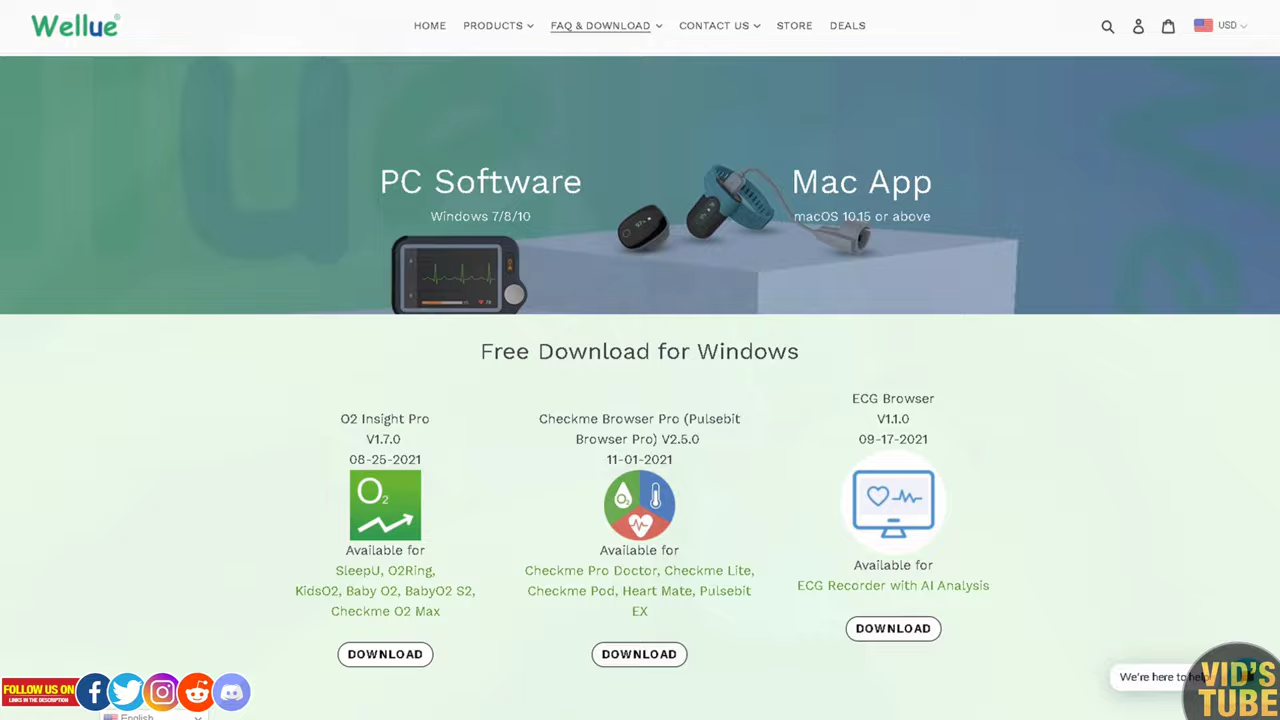 Wellue®
HOME PRODUCTS FAQ & DOWNLOAD CONTACT US STORE DEALS
USD
PC Software
Windows 7/8/10
Mac App
macOS 10.15 or above
Free Download for Windows
O2 Insight Pro
V1.7.0
08-25-2021
O2
Available for
SleepU, O2Ring,
KidsO2, Baby O2, BabyO2 S2,
Checkme O2 Max
DOWNLOAD
Checkme Browser Pro (Pulsebit
Browser Pro) V2.5.0
11-01-2021
Available for
Checkme Pro Doctor, Checkme Lite,
Checkme Pod, Heart Mate, Pulsebit
EX
DOWNLOAD
ECG Browser
V1.1.0
09-17-2021
Available for
ECG Recorder with AI Analysis
DOWNLOAD
FOLLOW US ON
LINKS IN THE DESCRIPTION
English
We're here to help
VID'S
TUBE